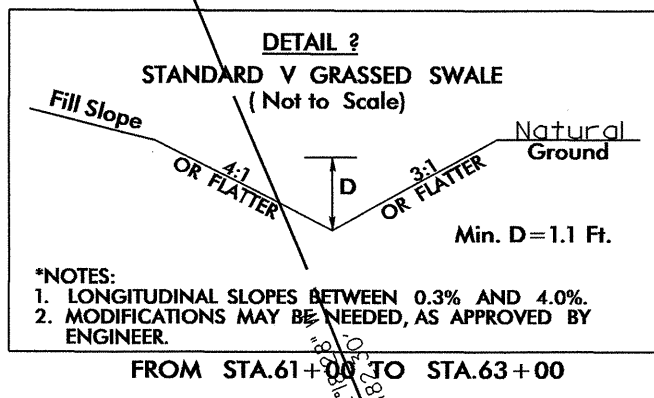 DETAIL ?
STANDARD V GRASSED SWALE
( Not to Scale)
Fill Slope
4:1
OR FLATTER
D
3:1
OR FLATTER
Natural
Ground
Min. D=1.1 Ft.
*NOTES:
1. LONGITUDINAL SLOPES BETWEEN 0.3% AND 4.0%.
2. MODIFICATIONS MAY BE NEEDED, AS APPROVED BY
ENGINEER.
FROM STA.61+00 TO STA.63+00